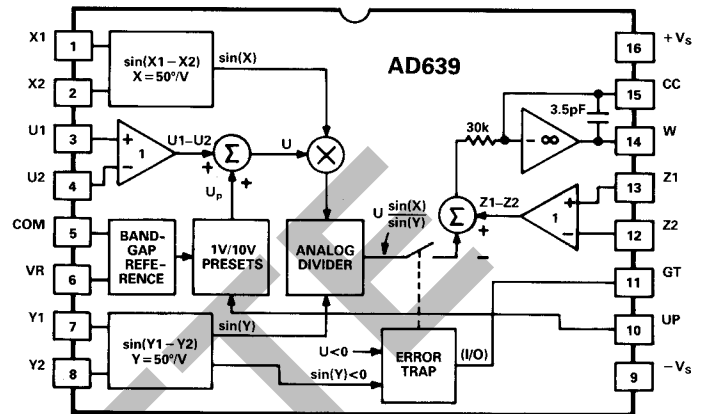 X1
1
X2
2
U1
3
U2
4
COM
5
VR
6
Y1
7
Y2
8
sin(X1−X2)
X=50°/V
sin(X)
+
−
1
U1−U2
+
Σ
+
U
×
Up
BAND-
GAP
REFE-
RENCE
1V/10V
PRESETS
ANALOG
DIVIDER
sin(Y1−Y2)
Y=50°/V
sin(Y)
sin(Y)<0
U<0
ERROR
TRAP
(I/O)
U sin(X)
sin(Y)
AD639
30k
− ∞
3.5pF
Σ
+
−
Z1−Z2
+
1
−
16
+Vs
15
CC
14
W
13
Z1
12
Z2
11
GT
10
UP
9
−Vs